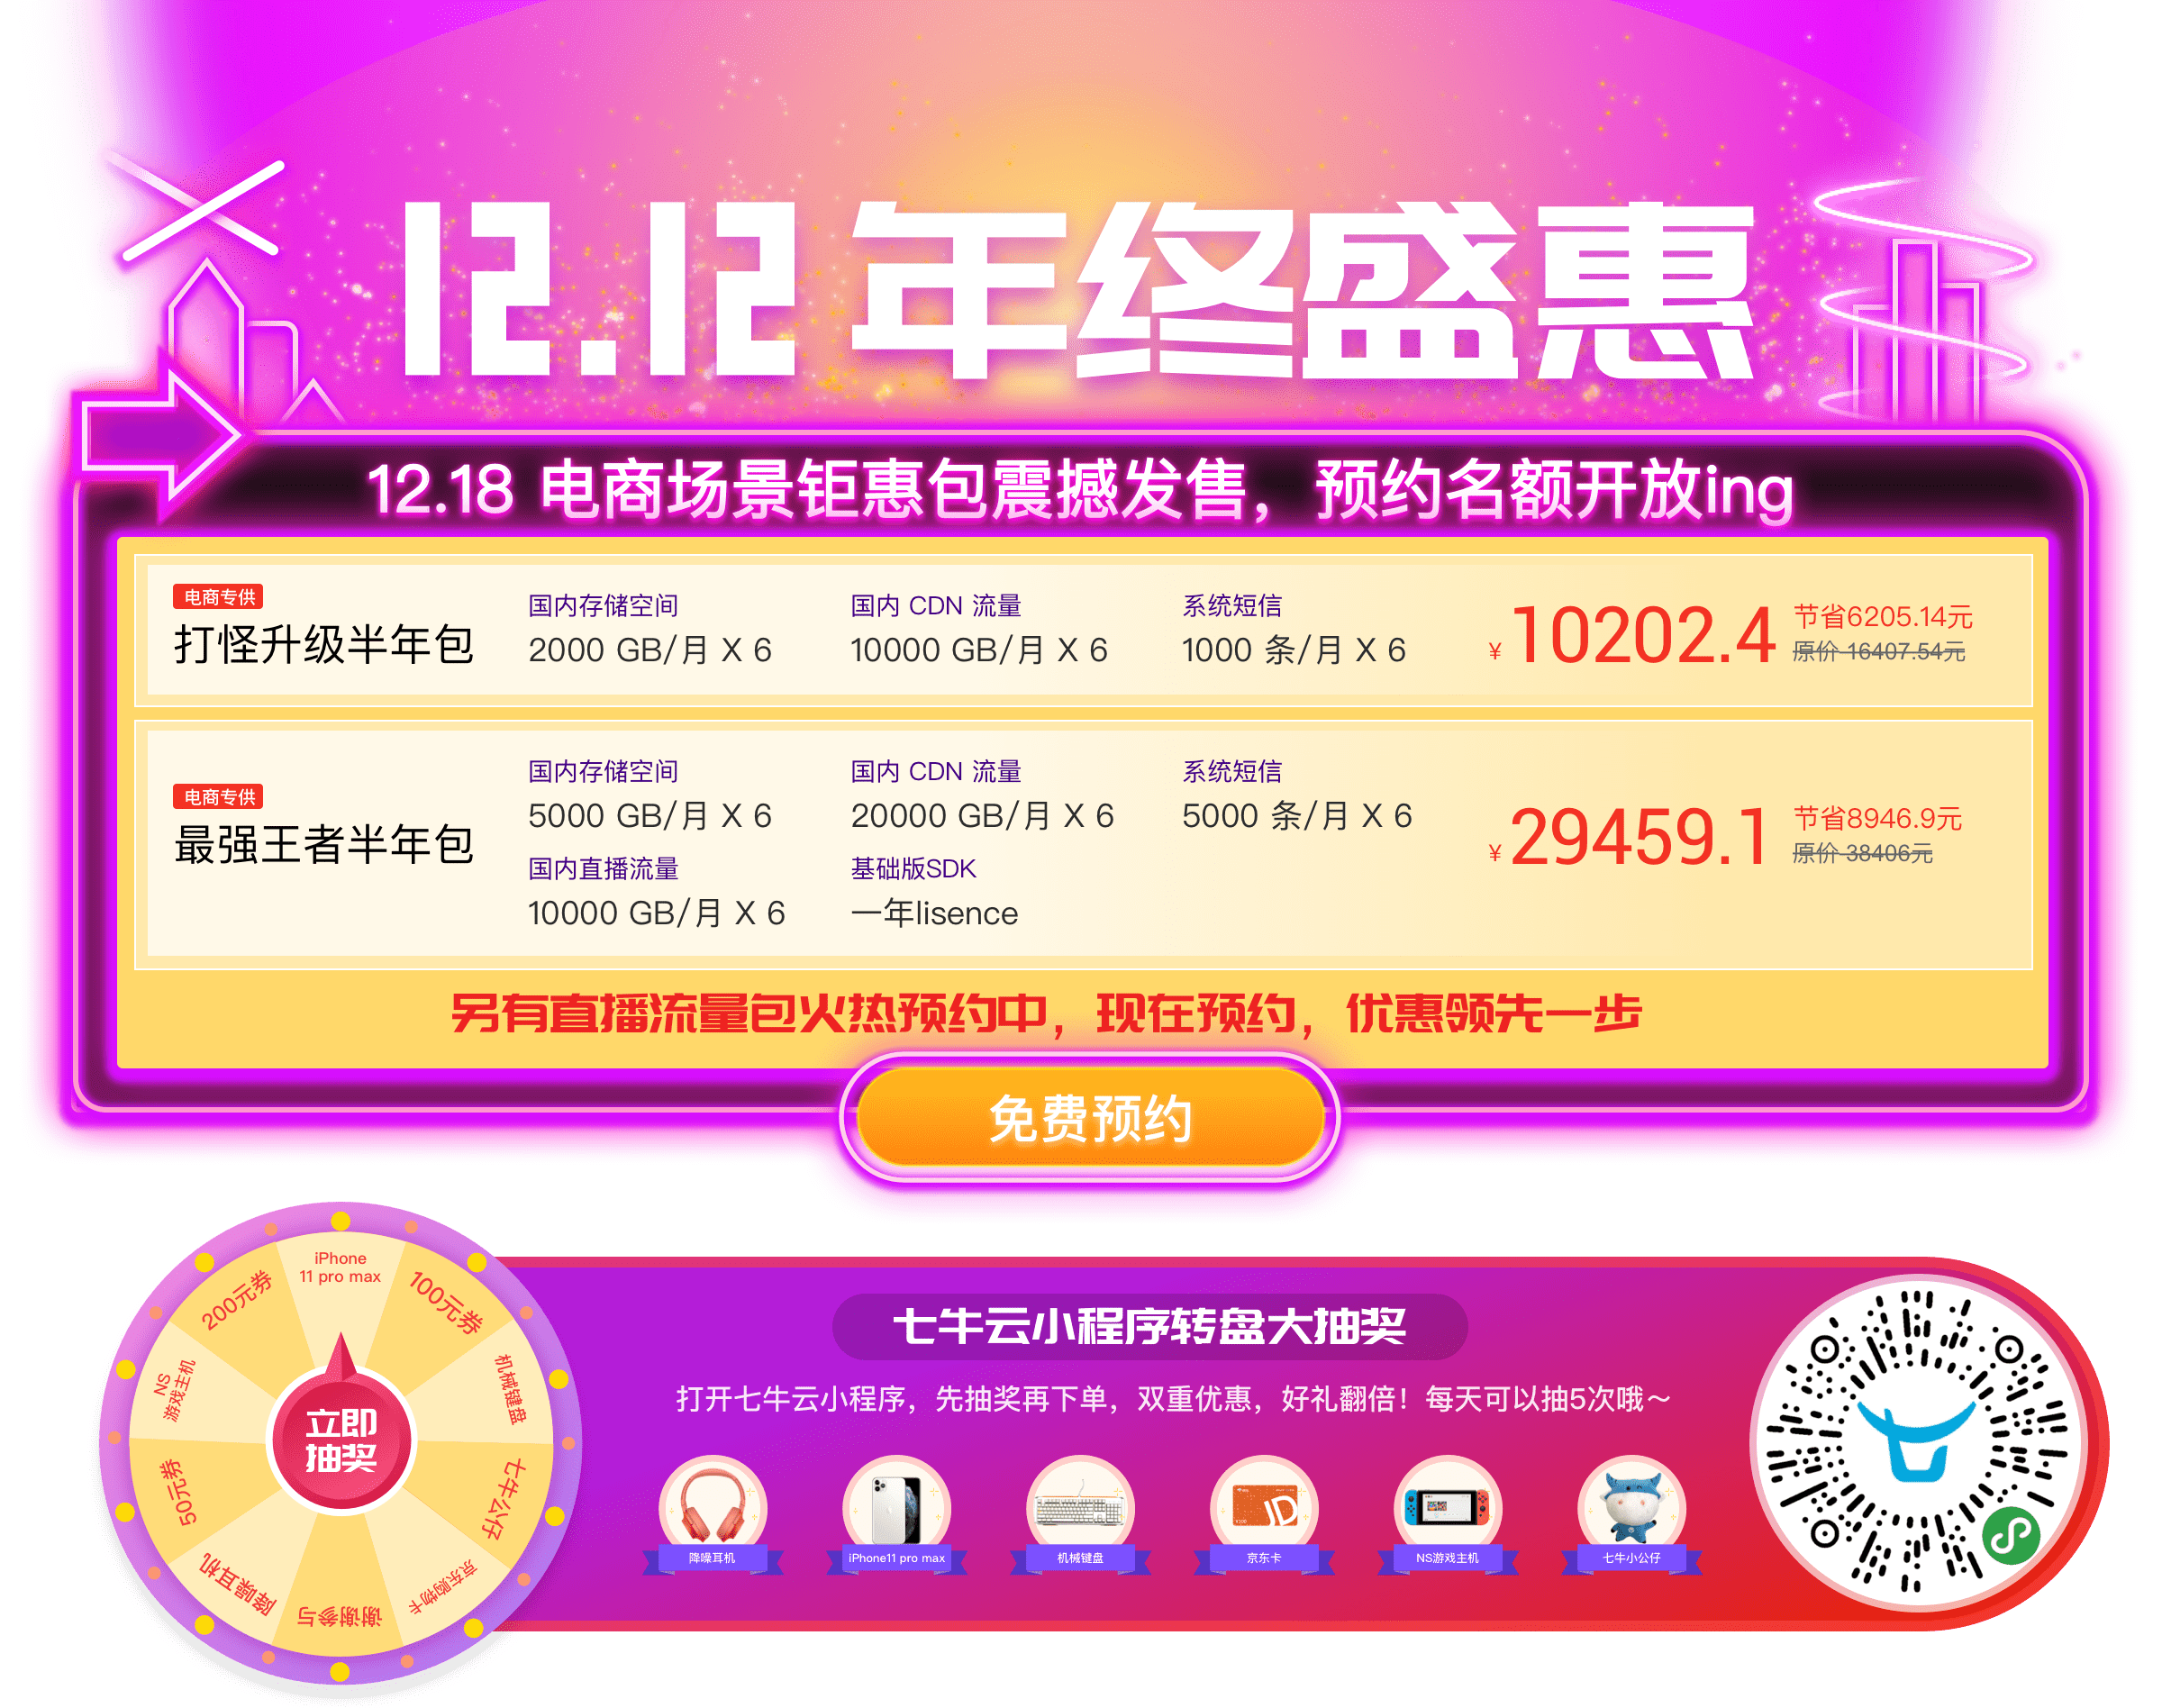 12.12 年终盛惠
12.18 电商场景钜惠包震撼发售，预约名额开放ing
电商专供
打怪升级半年包
国内存储空间
2000 GB/月 X 6
国内 CDN 流量
10000 GB/月 X 6
系统短信
1000 条/月 X 6
¥10202.4
节省6205.14元
原价 16407.54元
电商专供
最强王者半年包
国内存储空间
5000 GB/月 X 6
国内 CDN 流量
20000 GB/月 X 6
系统短信
5000 条/月 X 6
国内直播流量
10000 GB/月 X 6
基础版SDK
一年lisence
¥29459.1
节省8946.9元
原价 38406元
另有直播流量包火热预约中，现在预约，优惠领先一步
免费预约
iPhone
11 pro max
100元券
机械键盘
七牛公仔
京东购物卡
谢谢参与
降噪耳机
50元券
NS
游戏主机
200元券
立即
抽奖
七牛云小程序转盘大抽奖
打开七牛云小程序，先抽奖再下单，双重优惠，好礼翻倍！每天可以抽5次哦～
JD
降噪耳机
iPhone11 pro max
机械键盘
京东卡
NS游戏主机
七牛小公仔